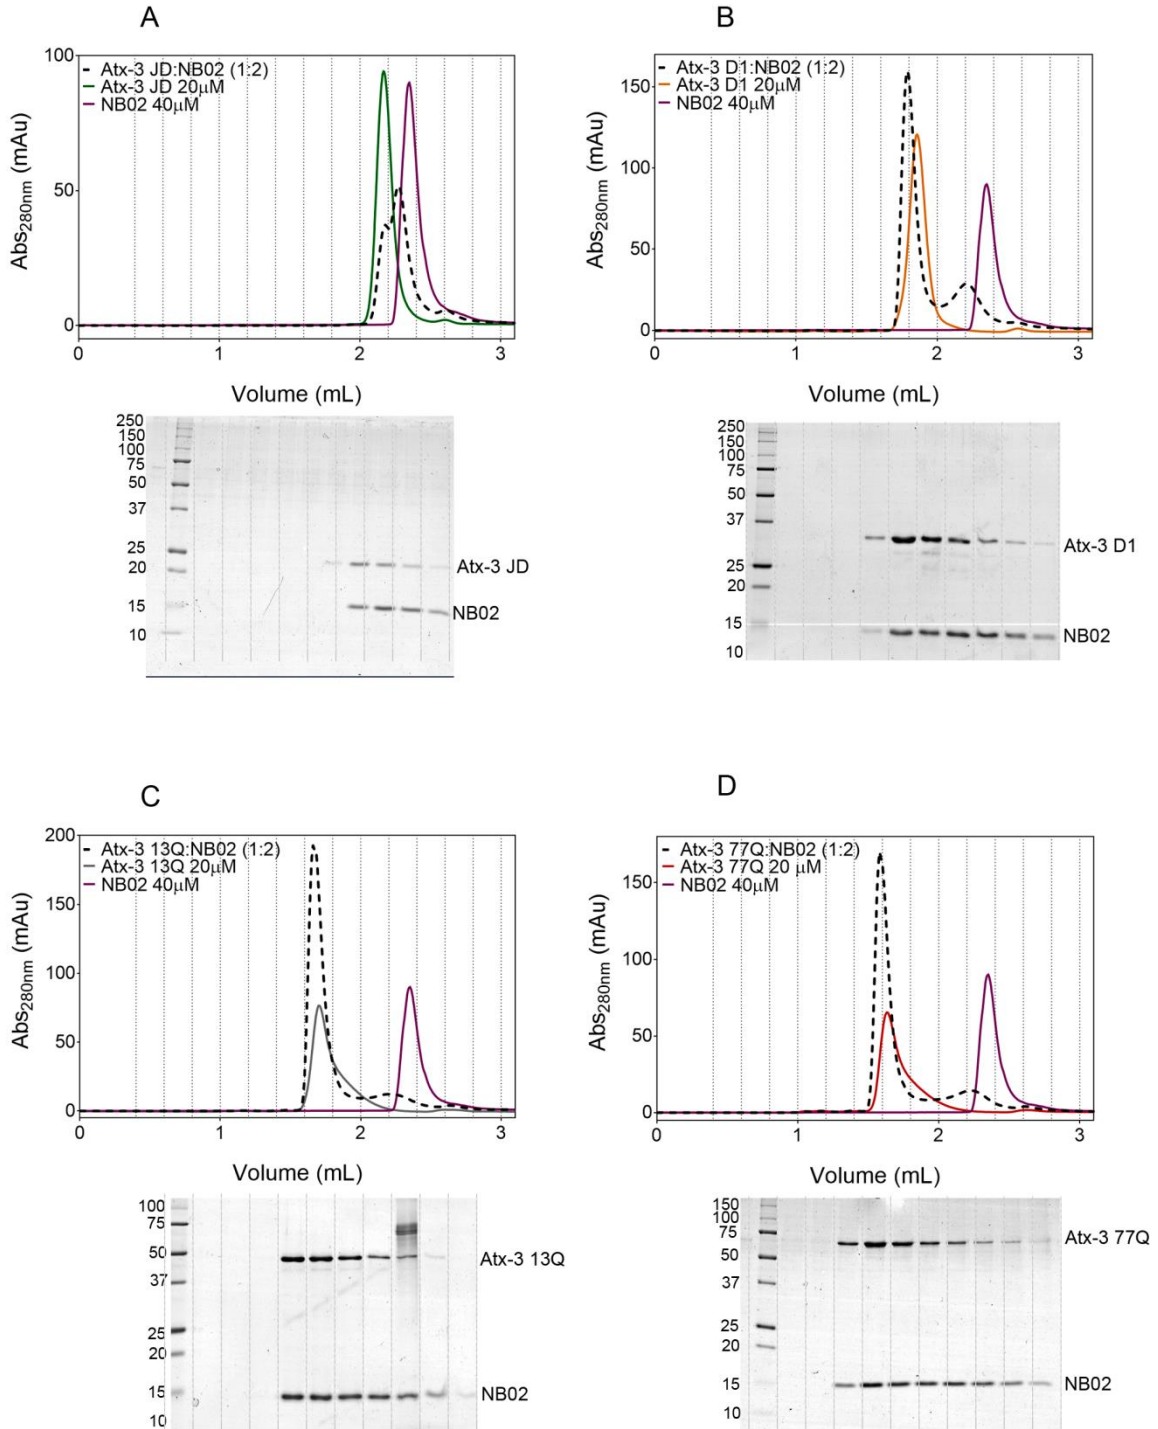 A
100
50
0
Abs280nm (mAu)
Atx-3 JD:NB02 (1:2)
Atx-3 JD 20μM
NB02 40μM
0 1 2 3
Volume (mL)
250
150
100
75
50
37
25
20
15
10
Atx-3 JD
NB02
B
150
100
50
0
Abs280nm (mAu)
Atx-3 D1:NB02 (1:2)
Atx-3 D1 20μM
NB02 40μM
0 1 2 3
Volume (mL)
250
150
100
75
50
37
25
20
15
10
Atx-3 D1
NB02
C
200
150
100
50
0
Abs280nm (mAu)
Atx-3 13Q:NB02 (1:2)
Atx-3 13Q 20μM
NB02 40μM
0 1 2 3
Volume (mL)
100
75
50
37
25
20
15
10
Atx-3 13Q
NB02
D
150
100
50
0
Abs280nm (mAu)
Atx-3 77Q:NB02 (1:2)
Atx-3 77Q 20 μM
NB02 40μM
0 1 2 3
Volume (mL)
150
100
75
50
37
25
20
15
10
Atx-3 77Q
NB02